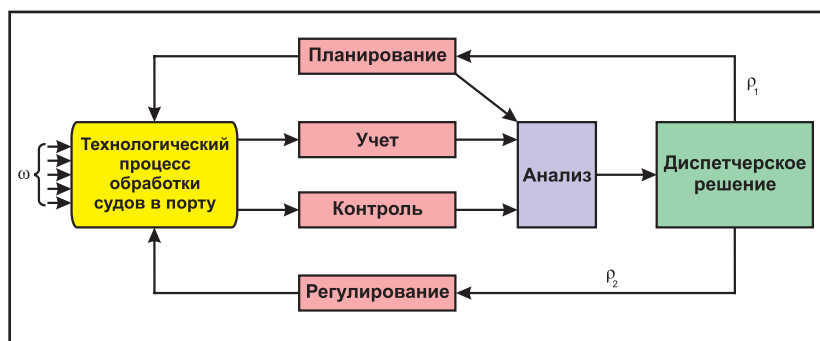 Планирование
ρ1
Технологический
процесс
обработки
судов в порту
ω
Учет
Анализ
Диспетчерское
решение
Контроль
ρ2
Регулирование